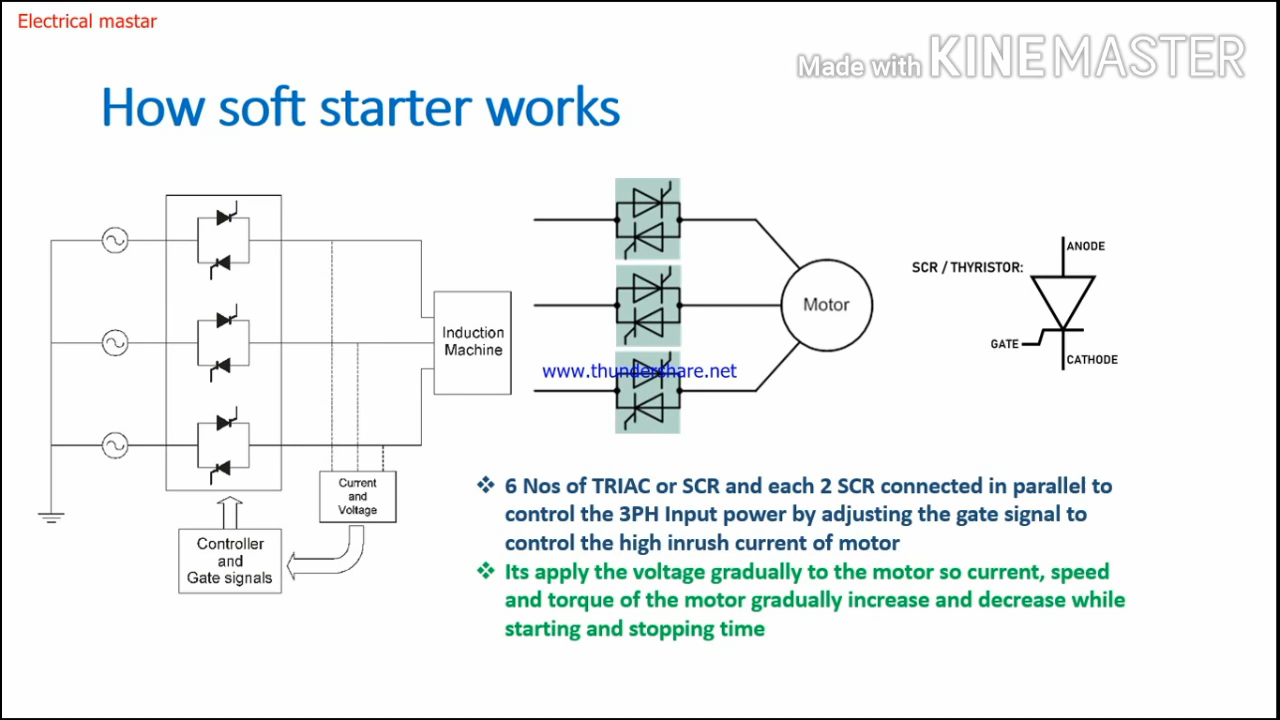 Electrical mastar
Made with KINEMASTER
How soft starter works
Induction
Machine
Current
and
Voltage
Controller
and
Gate signals
Motor
www.thundershare.net
SCR / THYRISTOR:
ANODE
GATE
CATHODE
❖ 6 Nos of TRIAC or SCR and each 2 SCR connected in parallel to
control the 3PH Input power by adjusting the gate signal to
control the high inrush current of motor
❖ Its apply the voltage gradually to the motor so current, speed
and torque of the motor gradually increase and decrease while
starting and stopping time